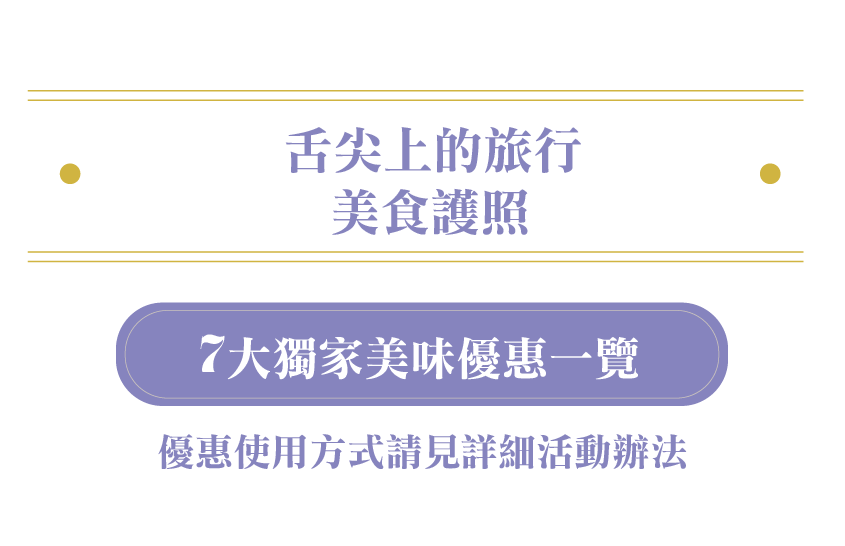 舌尖上的旅行
美食護照
7大獨家美味優惠一覽
優惠使用方式請見詳細活動辦法